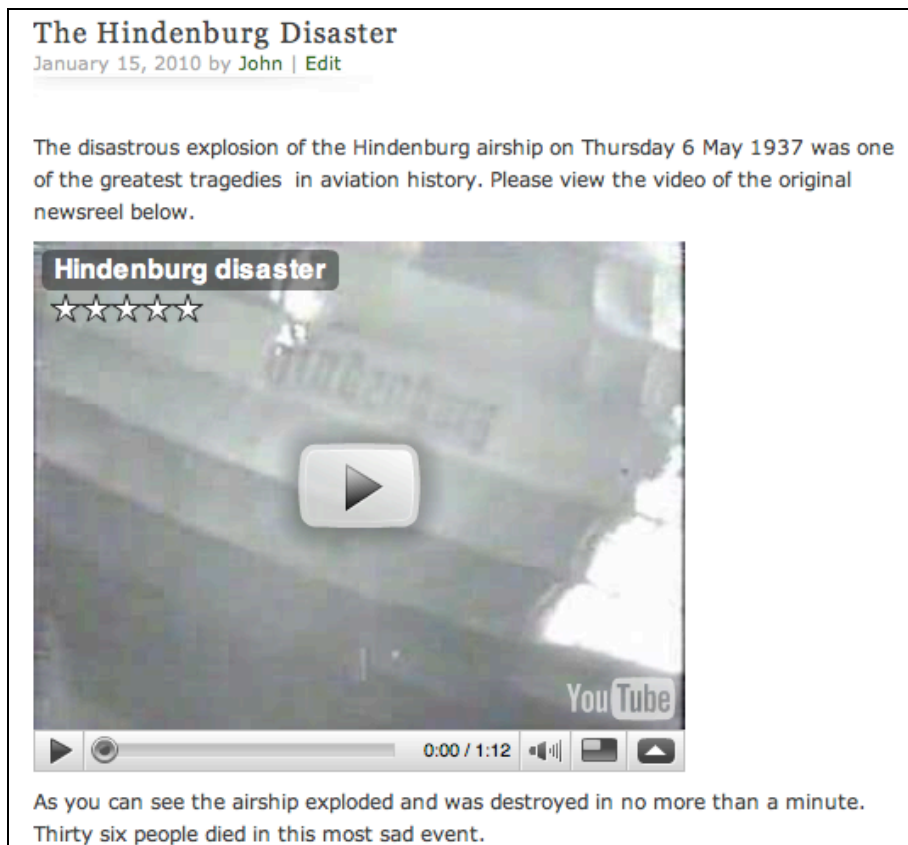 The Hindenburg Disaster
January 15, 2010 by John | Edit
The disastrous explosion of the Hindenburg airship on Thursday 6 May 1937 was one
of the greatest tragedies in aviation history. Please view the video of the original
newsreel below.
Hindenburg disaster
Hindenburg
YouTube
0:00 / 1:12
As you can see the airship exploded and was destroyed in no more than a minute.
Thirty six people died in this most sad event.